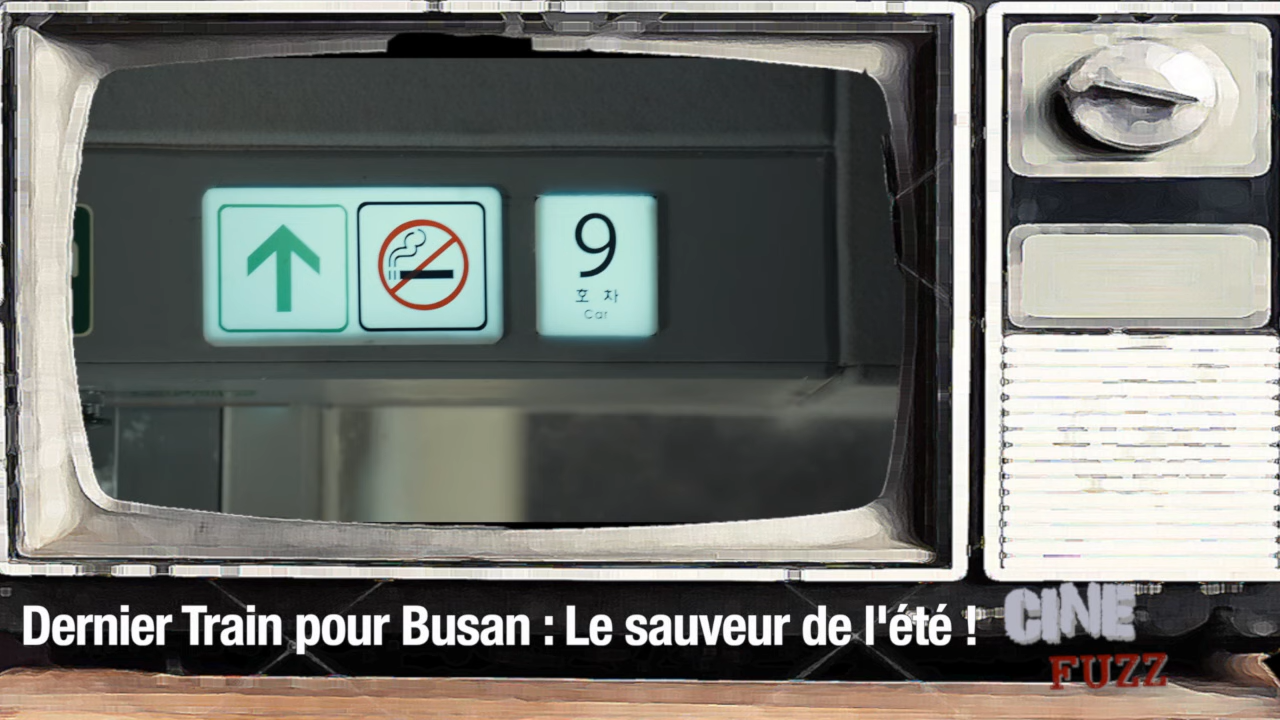 9
호 차
Car
Dernier Train pour Busan : Le sauveur de l'été !
CINE
FUZZ